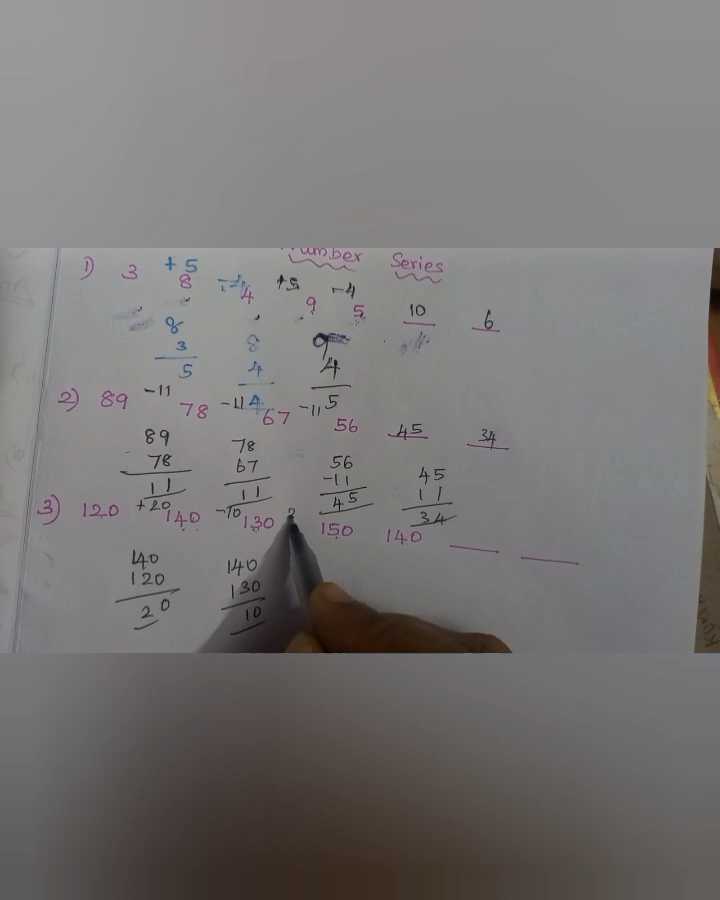 Number Series
1) 3 +5 8 -4 4 +5 9 -4 5 10 6
8 8 9
3 4 4
5 4 5
2) 89 -11 78 -11 67 -11 56 45 34
89 78 56 45
78 67 -11 11
11 11 45 34
3) 120 +20 140 -10 130 150 140
140 140
120 130
20 10